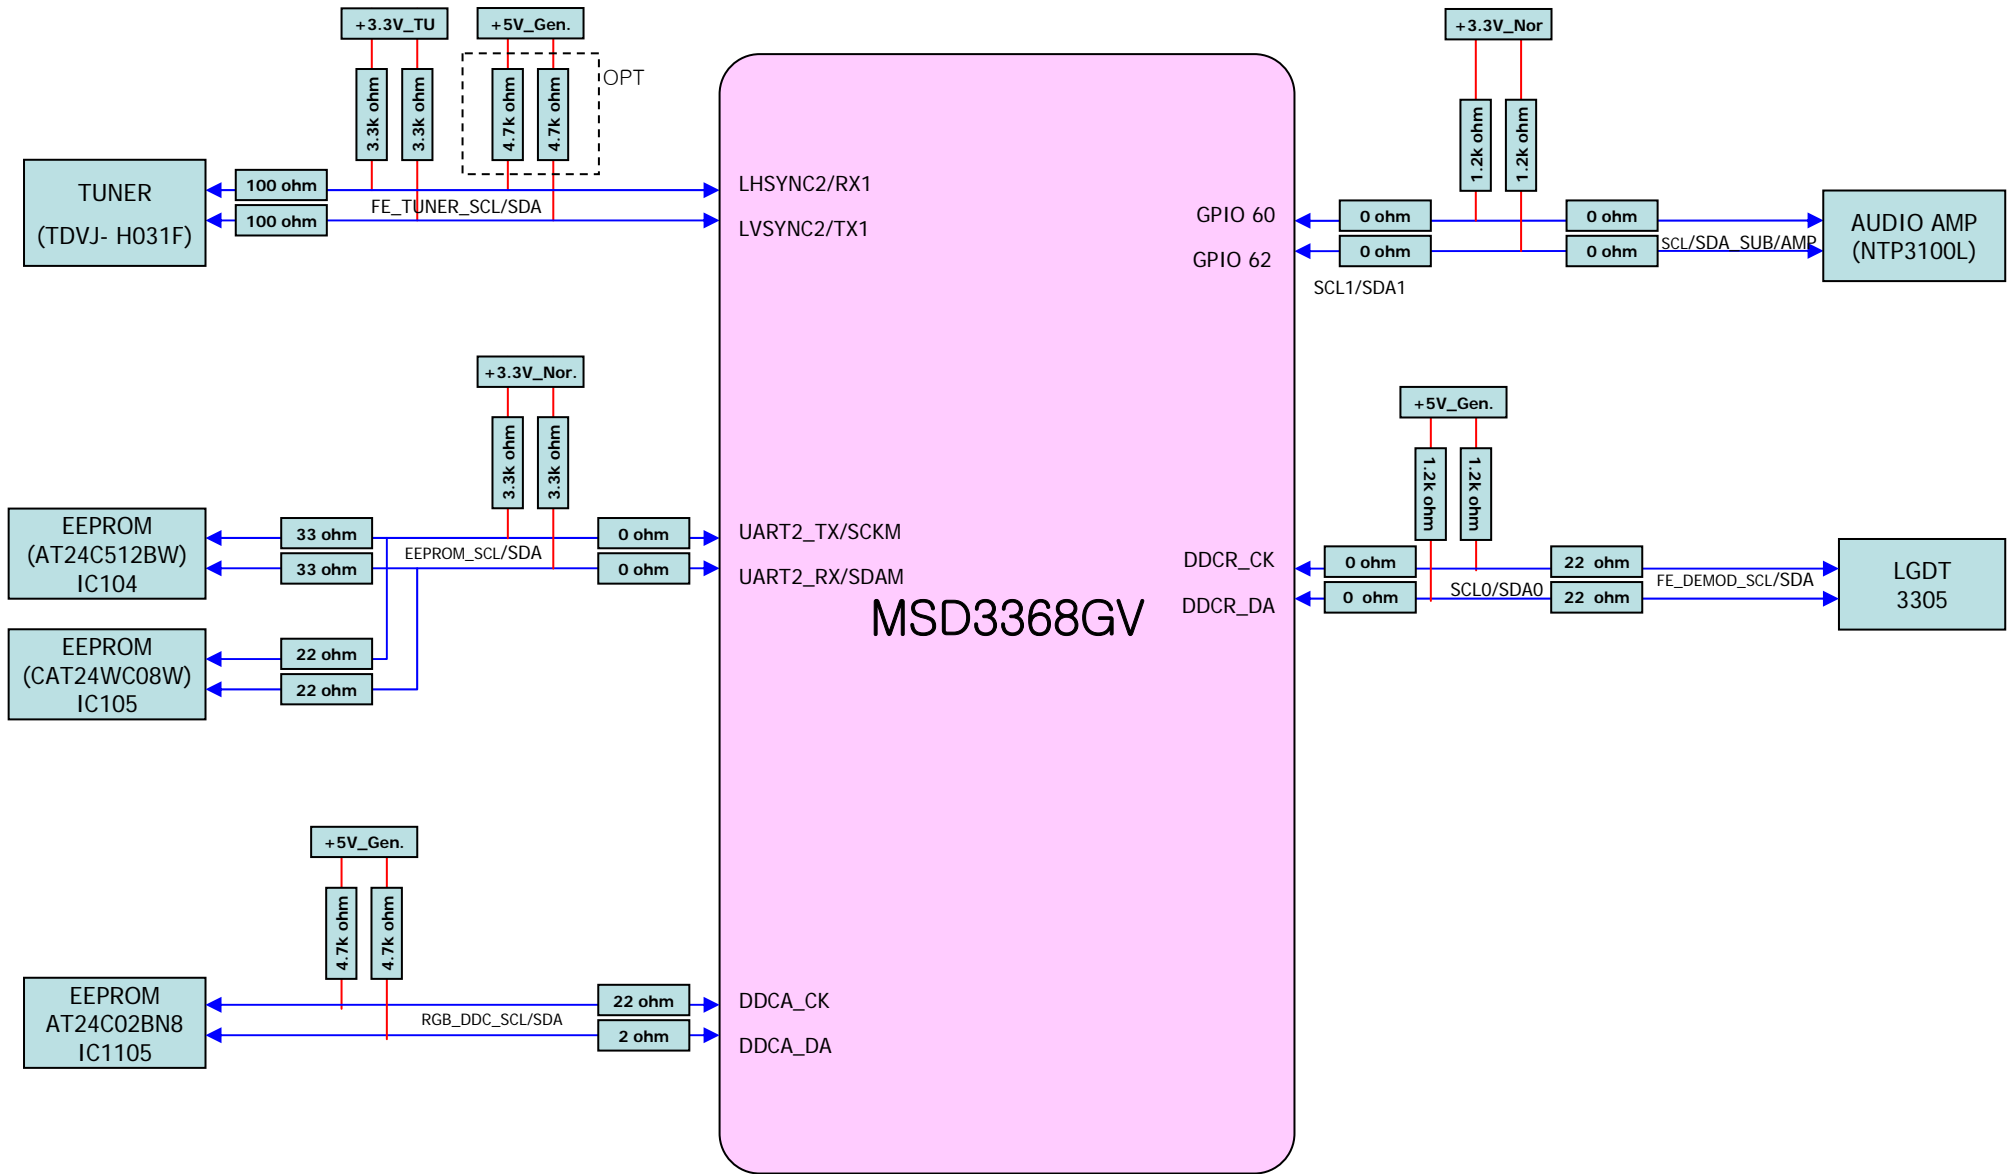 +3.3V_TU
+5V_Gen.
3.3k ohm
3.3k ohm
4.7k ohm
4.7k ohm
OPT
TUNER
(TDVJ- H031F)
100 ohm
100 ohm
FE_TUNER_SCL/SDA
LHSYNC2/RX1
LVSYNC2/TX1
+3.3V_Nor
1.2k ohm
1.2k ohm
GPIO 60
GPIO 62
0 ohm
0 ohm
0 ohm
0 ohm
SCL1/SDA1
SCL/SDA_SUB/AMP
AUDIO AMP
(NTP3100L)
+3.3V_Nor.
3.3k ohm
3.3k ohm
EEPROM
(AT24C512BW)
IC104
33 ohm
33 ohm
EEPROM_SCL/SDA
0 ohm
0 ohm
UART2_TX/SCKM
UART2_RX/SDAM
EEPROM
(CAT24WC08W)
IC105
22 ohm
22 ohm
MSD3368GV
+5V_Gen.
1.2k ohm
1.2k ohm
DDCR_CK
DDCR_DA
0 ohm
0 ohm
SCL0/SDA0
22 ohm
22 ohm
FE_DEMOD_SCL/SDA
LGDT
3305
+5V_Gen.
4.7k ohm
4.7k ohm
EEPROM
AT24C02BN8
IC1105
RGB_DDC_SCL/SDA
22 ohm
2 ohm
DDCA_CK
DDCA_DA